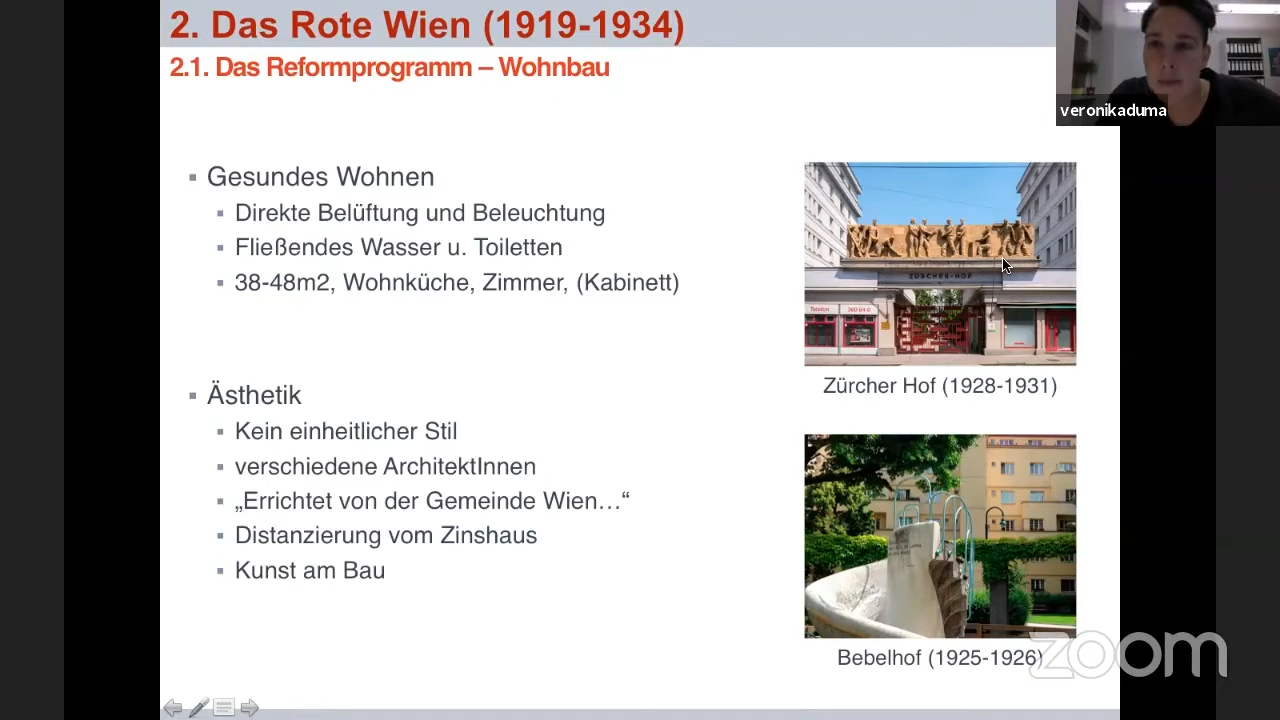 2. Das Rote Wien (1919-1934)
2.1. Das Reformprogramm – Wohnbau
veronikaduma
Gesundes Wohnen
Direkte Belüftung und Beleuchtung
Fließendes Wasser u. Toiletten
38-48m2, Wohnküche, Zimmer, (Kabinett)
ZÜRCHER-HOF
Telefon
Zürcher Hof (1928-1931)
Ästhetik
Kein einheitlicher Stil
verschiedene ArchitektInnen
„Errichtet von der Gemeinde Wien…“
Distanzierung vom Zinshaus
Kunst am Bau
Bebelhof (1925-1926)
zoom